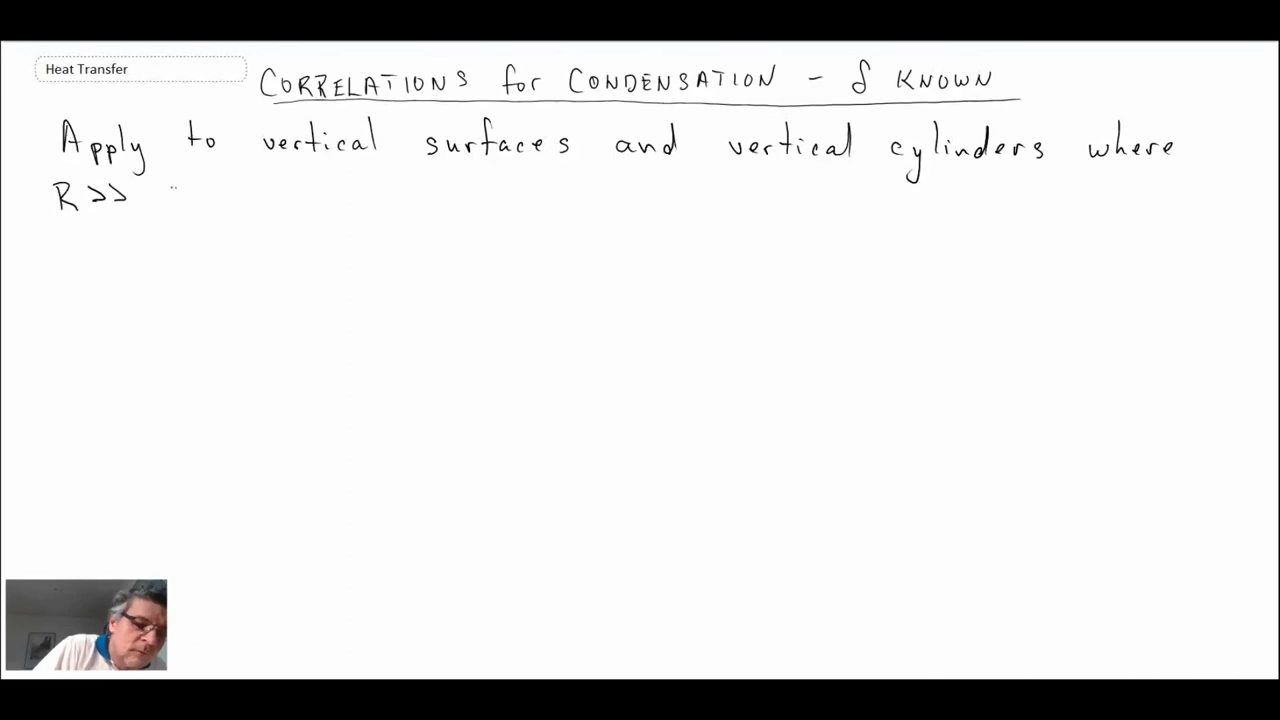 Heat Transfer
CORRELATIONS for CONDENSATION - δ KNOWN
Apply to vertical surfaces and vertical cylinders where
R >>